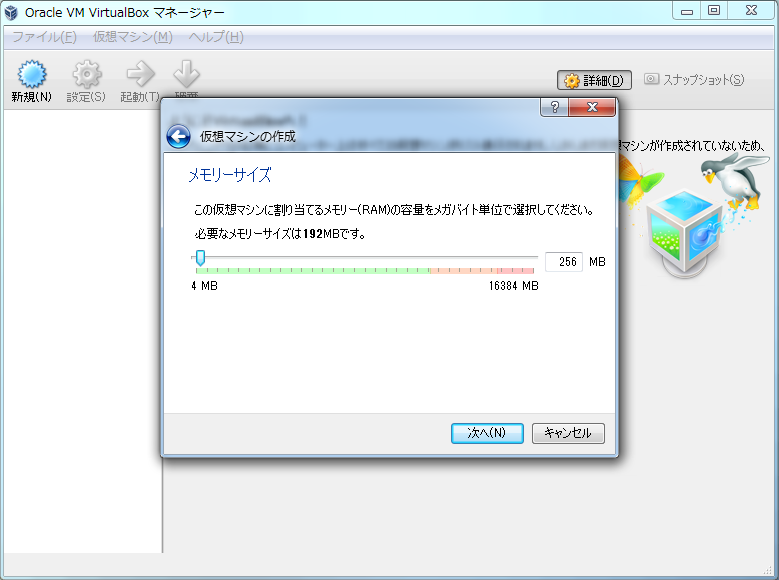 Oracle VM VirtualBox マネージャー
ファイル(F) 仮想マシン(M) ヘルプ(H)
新規(N) 設定(S) 起動(T)
詳細(D) スナップショット(S)
マシンが作成されていないため、
仮想マシンの作成
メモリーサイズ
この仮想マシンに割り当てるメモリー(RAM)の容量をメガバイト単位で選択してください。
必要なメモリーサイズは192MBです。
256 MB
4 MB 16384 MB
次へ(N) キャンセル